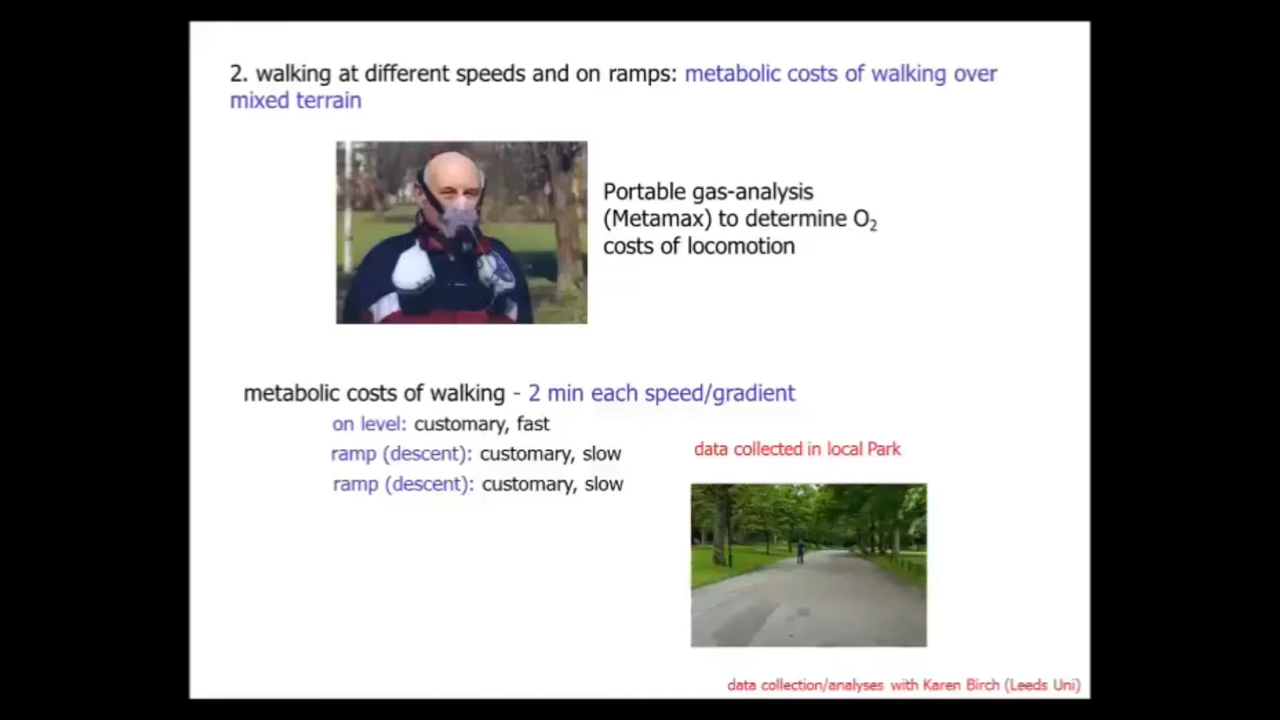 2. walking at different speeds and on ramps: metabolic costs of walking over
mixed terrain
Portable gas-analysis
(Metamax) to determine O₂
costs of locomotion
metabolic costs of walking - 2 min each speed/gradient
on level: customary, fast
ramp (descent): customary, slow
ramp (descent): customary, slow
data collected in local Park
data collection/analyses with Karen Birch (Leeds Uni)